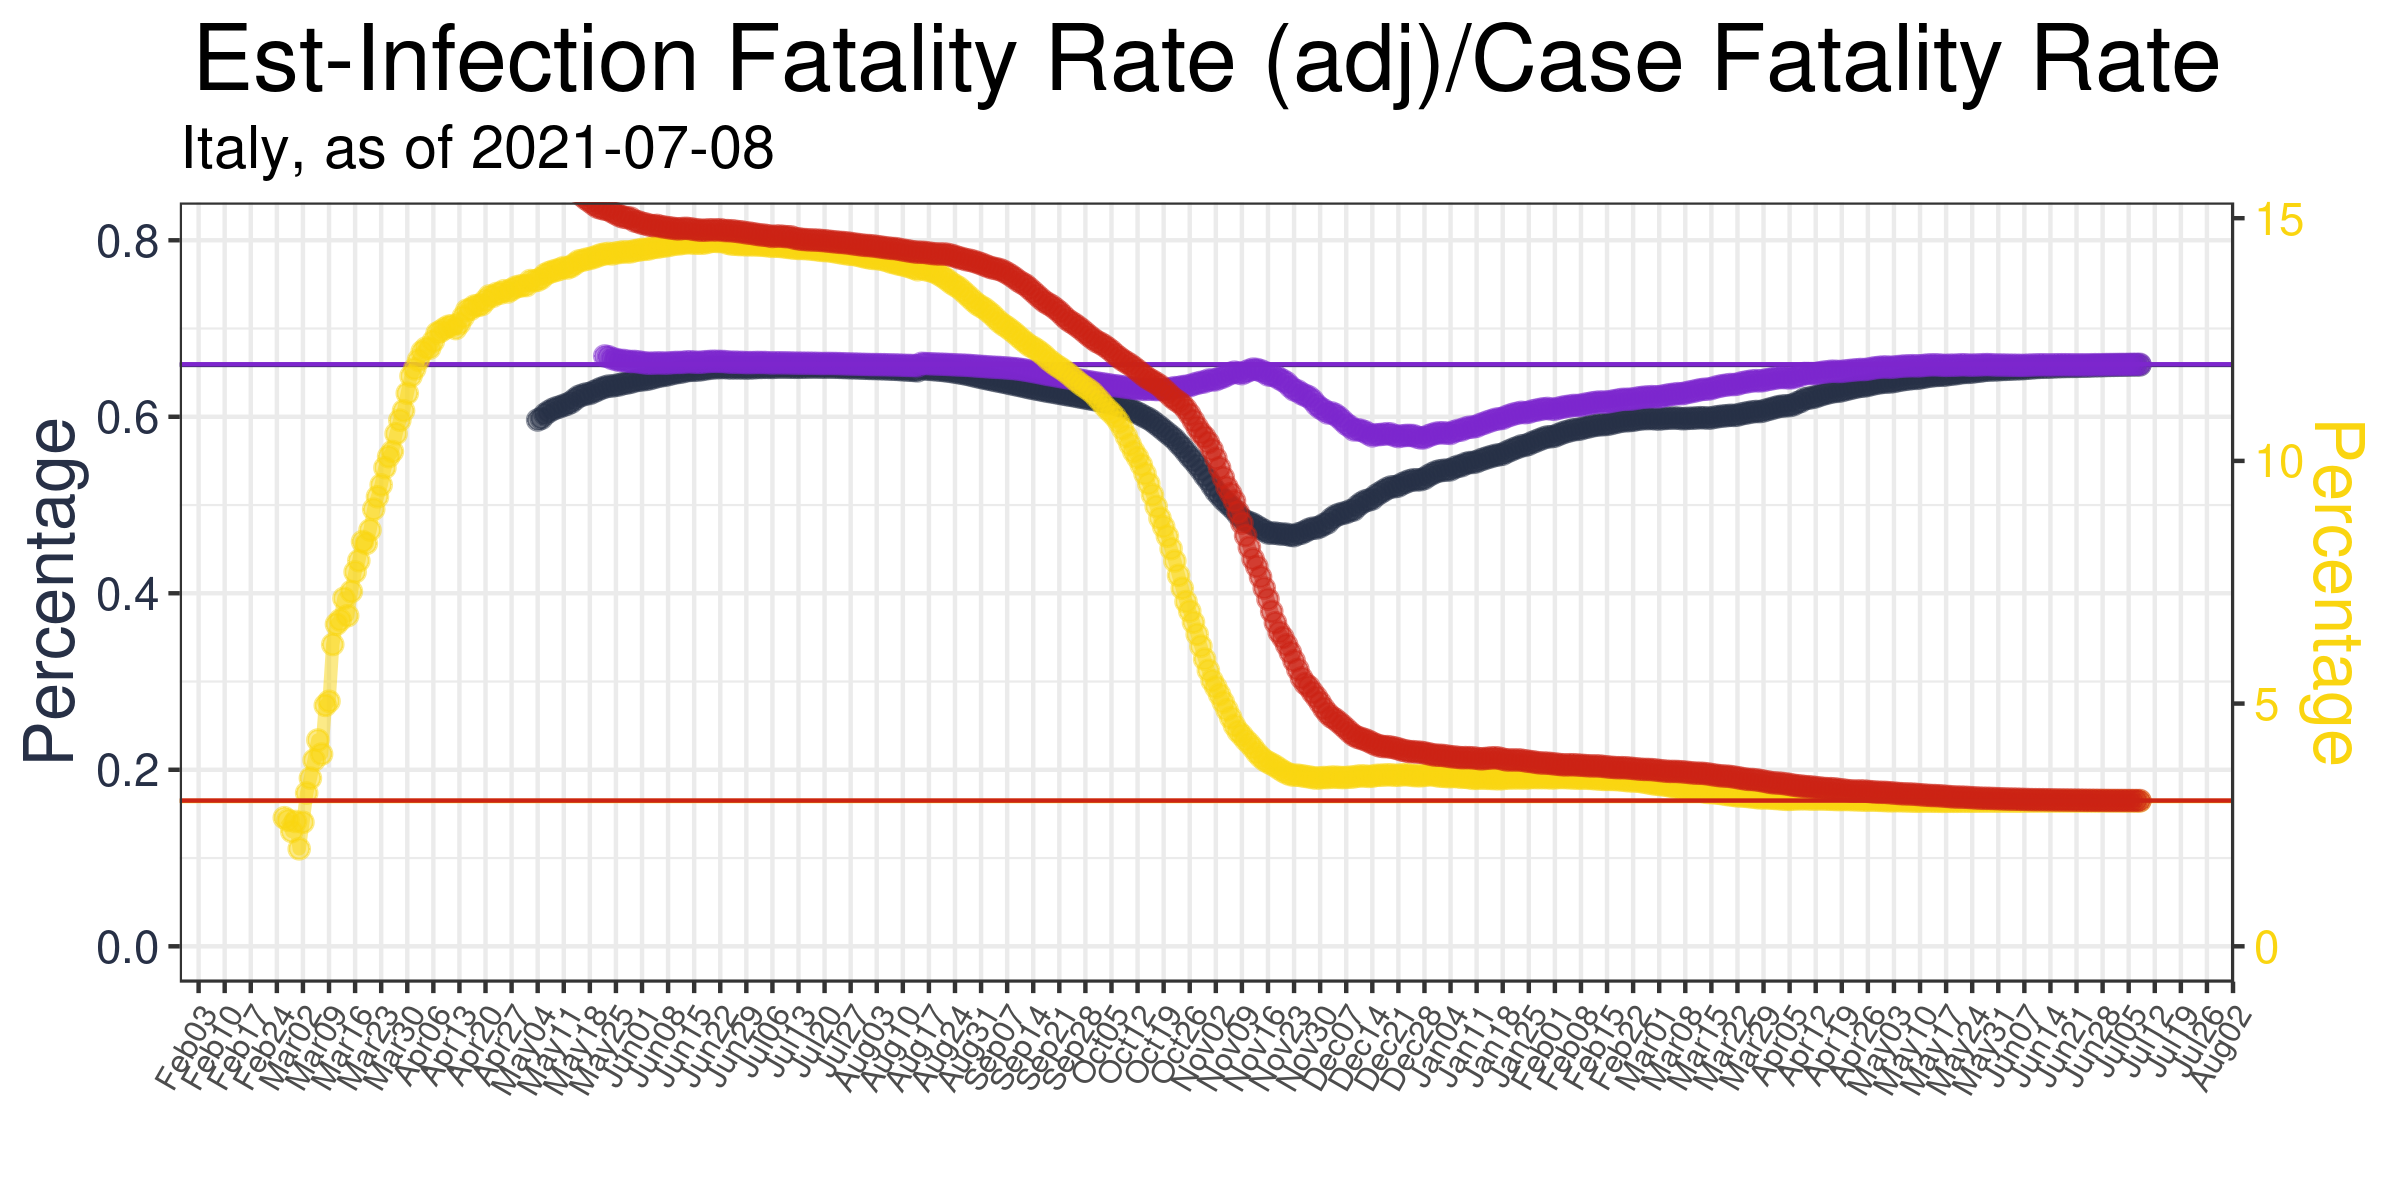 Est-Infection Fatality Rate (adj)/Case Fatality Rate
Italy, as of 2021-07-08
Percentage
0.8
0.6
0.4
0.2
0.0
15
10
5
0
Percentage
Feb03
Feb10
Feb17
Feb24
Mar02
Mar09
Mar16
Mar23
Mar30
Apr06
Apr13
Apr20
Apr27
May04
May11
May18
May25
Jun01
Jun08
Jun15
Jun22
Jun29
Jul06
Jul13
Jul20
Jul27
Aug03
Aug10
Aug17
Aug24
Aug31
Sep07
Sep14
Sep21
Sep28
Oct05
Oct12
Oct19
Oct26
Nov02
Nov09
Nov16
Nov23
Nov30
Dec07
Dec14
Dec21
Dec28
Jan04
Jan11
Jan18
Jan25
Feb01
Feb08
Feb15
Feb22
Mar01
Mar08
Mar15
Mar22
Mar29
Apr05
Apr12
Apr19
Apr26
May03
May10
May17
May24
May31
Jun07
Jun14
Jun21
Jun28
Jul05
Jul12
Jul19
Jul26
Aug02